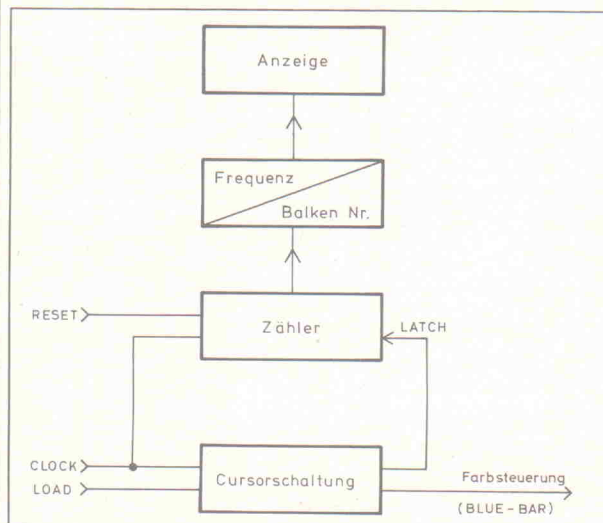 Anzeige
Frequenz
Balken Nr.
RESET
Zähler
LATCH
CLOCK
LOAD
Cursorschaltung
Farbsteuerung
(BLUE-BAR)